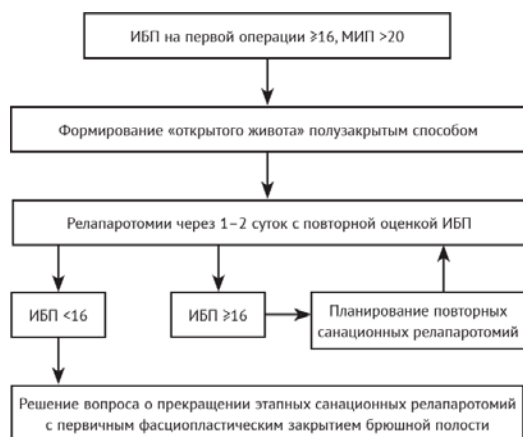 ИБП на первой операции ⩾16, МИП >20
Формирование «открытого живота» полузакрытым способом
Релапаротомии через 1–2 суток с повторной оценкой ИБП
ИБП <16
ИБП ⩾16
Планирование повторных
санационных релапаротомий
Решение вопроса о прекращении этапных санационных релапаротомий
с первичным фасциопластическим закрытием брюшной полости